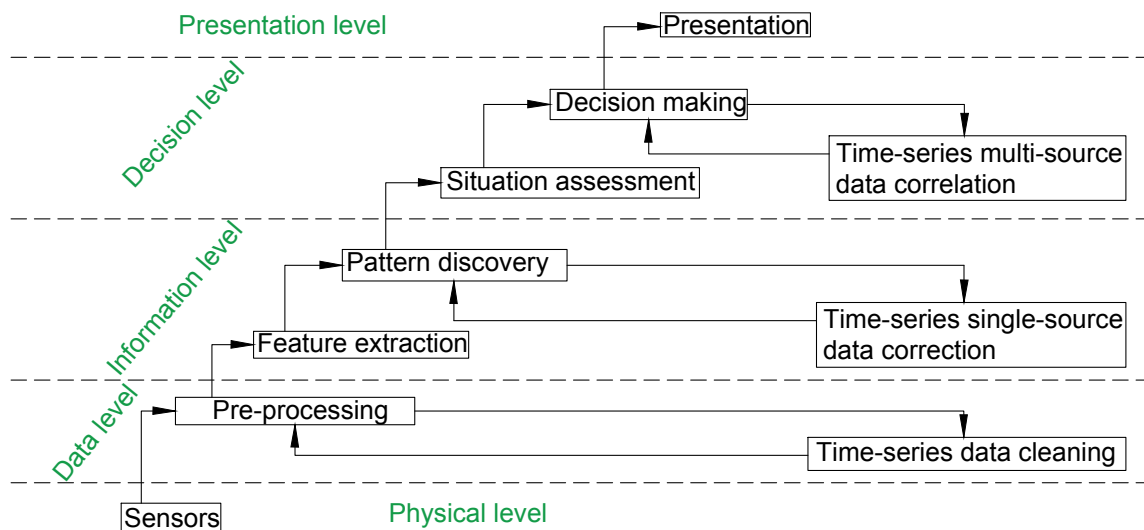 Presentation level
Presentation
Decision level
Decision making
Time-series multi-source
data correlation
Situation assessment
Information level
Pattern discovery
Time-series single-source
data correction
Feature extraction
Data level
Pre-processing
Time-series data cleaning
Sensors
Physical level